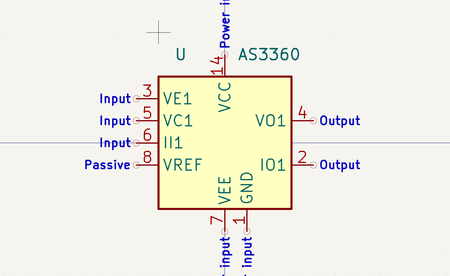 Power i
U AS3360
14
VCC
Input 3 VE1
Input 5 VC1 VO1 4 Output
Input 6 II1
Passive 8 VREF IO1 2 Output
VEE GND
7 1
input input